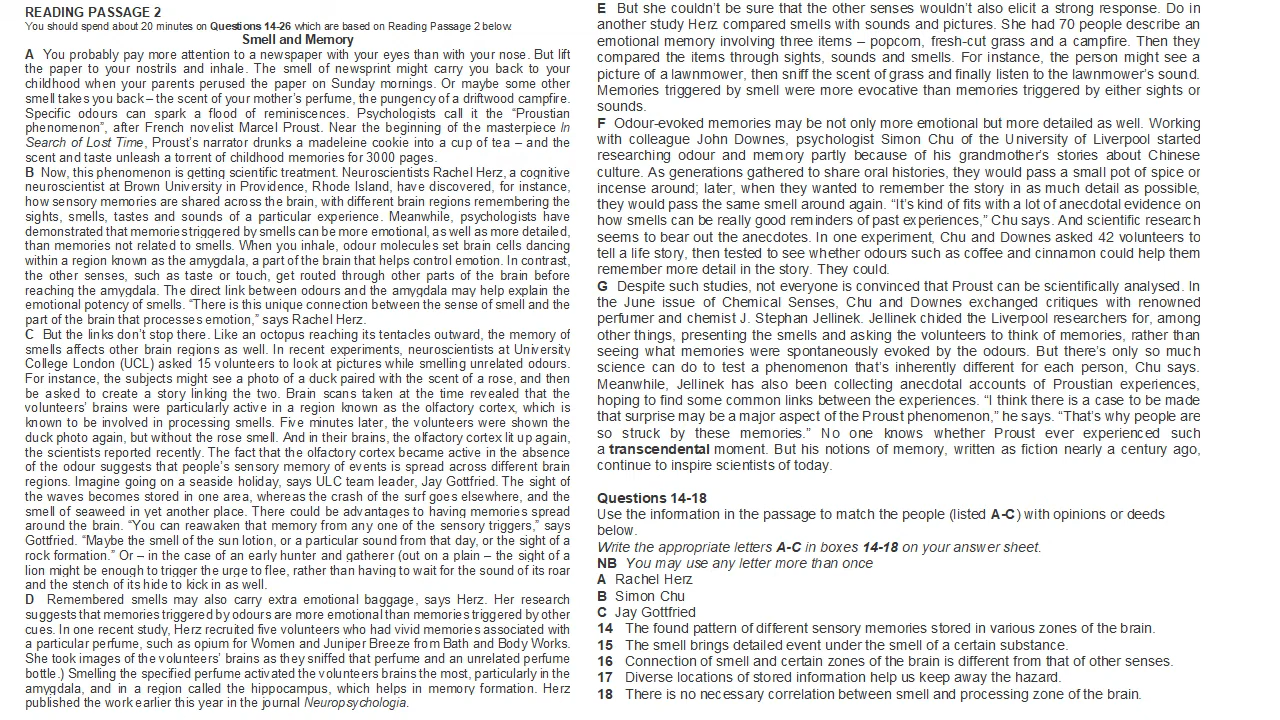 READING PASSAGE 2
You should spend about 20 minutes on Questions 14-26 which are based on Reading Passage 2 below.
Smell and Memory
A You probably pay more attention to a newspaper with your eyes than with your nose. But lift
the paper to your nostrils and inhale. The smell of newsprint might carry you back to your
childhood when your parents perused the paper on Sunday mornings. Or maybe some other
smell takes you back – the scent of your mother's perfume, the pungency of a driftwood campfire.
Specific odours can spark a flood of reminiscences. Psychologists call it the "Proustian
phenomenon", after French novelist Marcel Proust. Near the beginning of the masterpiece In
Search of Lost Time, Proust's narrator drunks a madeleine cookie into a cup of tea – and the
scent and taste unleash a torrent of childhood memories for 3000 pages.
B Now, this phenomenon is getting scientific treatment. Neuroscientists Rachel Herz, a cognitive
neuroscientist at Brown University in Providence, Rhode Island, have discovered, for instance,
how sensory memories are shared across the brain, with different brain regions remembering the
sights, smells, tastes and sounds of a particular experience. Meanwhile, psychologists have
demonstrated that memories triggered by smells can be more emotional, as well as more detailed,
than memories not related to smells. When you inhale, odour molecules set brain cells dancing
within a region known as the amygdala, a part of the brain that helps control emotion. In contrast,
the other senses, such as taste or touch, get routed through other parts of the brain before
reaching the amygdala. The direct link between odours and the amygdala may help explain the
emotional potency of smells. "There is this unique connection between the sense of smell and the
part of the brain that processes emotion," says Rachel Herz.
C But the links don't stop there. Like an octopus reaching its tentacles outward, the memory of
smells affects other brain regions as well. In recent experiments, neuroscientists at University
College London (UCL) asked 15 volunteers to look at pictures while smelling unrelated odours.
For instance, the subjects might see a photo of a duck paired with the scent of a rose, and then
be asked to create a story linking the two. Brain scans taken at the time revealed that the
volunteers' brains were particularly active in a region known as the olfactory cortex, which is
known to be involved in processing smells. Five minutes later, the volunteers were shown the
duck photo again, but without the rose smell. And in their brains, the olfactory cortex lit up again,
the scientists reported recently. The fact that the olfactory cortex became active in the absence
of the odour suggests that people's sensory memory of events is spread across different brain
regions. Imagine going on a seaside holiday, says ULC team leader, Jay Gottfried. The sight of
the waves becomes stored in one area, whereas the crash of the surf goes elsewhere, and the
smell of seaweed in yet another place. There could be advantages to having memories spread
around the brain. "You can reawaken that memory from any one of the sensory triggers," says
Gottfried. "Maybe the smell of the sun lotion, or a particular sound from that day, or the sight of a
rock formation." Or – in the case of an early hunter and gatherer (out on a plain – the sight of a
lion might be enough to trigger the urge to flee, rather than having to wait for the sound of its roar
and the stench of its hide to kick in as well.
D Remembered smells may also carry extra emotional baggage, says Herz. Her research
suggests that memories triggered by odours are more emotional than memories triggered by other
cues. In one recent study, Herz recruited five volunteers who had vivid memories associated with
a particular perfume, such as opium for Women and Juniper Breeze from Bath and Body Works.
She took images of the volunteers' brains as they sniffed that perfume and an unrelated perfume
bottle.) Smelling the specified perfume activated the volunteers brains the most, particularly in the
amygdala, and in a region called the hippocampus, which helps in memory formation. Herz
published the work earlier this year in the journal Neuropsychologia.
E But she couldn't be sure that the other senses wouldn't also elicit a strong response. Do in
another study Herz compared smells with sounds and pictures. She had 70 people describe an
emotional memory involving three items – popcorn, fresh-cut grass and a campfire. Then they
compared the items through sights, sounds and smells. For instance, the person might see a
picture of a lawnmower, then sniff the scent of grass and finally listen to the lawnmower's sound.
Memories triggered by smell were more evocative than memories triggered by either sights or
sounds.
F Odour-evoked memories may be not only more emotional but more detailed as well. Working
with colleague John Downes, psychologist Simon Chu of the University of Liverpool started
researching odour and memory partly because of his grandmother's stories about Chinese
culture. As generations gathered to share oral histories, they would pass a small pot of spice or
incense around; later, when they wanted to remember the story in as much detail as possible,
they would pass the same smell around again. "It's kind of fits with a lot of anecdotal evidence on
how smells can be really good reminders of past experiences," Chu says. And scientific research
seems to bear out the anecdotes. In one experiment, Chu and Downes asked 42 volunteers to
tell a life story, then tested to see whether odours such as coffee and cinnamon could help them
remember more detail in the story. They could.
G Despite such studies, not everyone is convinced that Proust can be scientifically analysed. In
the June issue of Chemical Senses, Chu and Downes exchanged critiques with renowned
perfumer and chemist J. Stephan Jellinek. Jellinek chided the Liverpool researchers for, among
other things, presenting the smells and asking the volunteers to think of memories, rather than
seeing what memories were spontaneously evoked by the odours. But there's only so much
science can do to test a phenomenon that's inherently different for each person, Chu says.
Meanwhile, Jellinek has also been collecting anecdotal accounts of Proustian experiences,
hoping to find some common links between the experiences. "I think there is a case to be made
that surprise may be a major aspect of the Proust phenomenon," he says. "That's why people are
so struck by these memories." No one knows whether Proust ever experienced such
a transcendental moment. But his notions of memory, written as fiction nearly a century ago,
continue to inspire scientists of today.
Questions 14-18
Use the information in the passage to match the people (listed A-C) with opinions or deeds
below.
Write the appropriate letters A-C in boxes 14-18 on your answer sheet.
NB You may use any letter more than once
A Rachel Herz
B Simon Chu
C Jay Gottfried
14 The found pattern of different sensory memories stored in various zones of the brain.
15 The smell brings detailed event under the smell of a certain substance.
16 Connection of smell and certain zones of the brain is different from that of other senses.
17 Diverse locations of stored information help us keep away the hazard.
18 There is no necessary correlation between smell and processing zone of the brain.